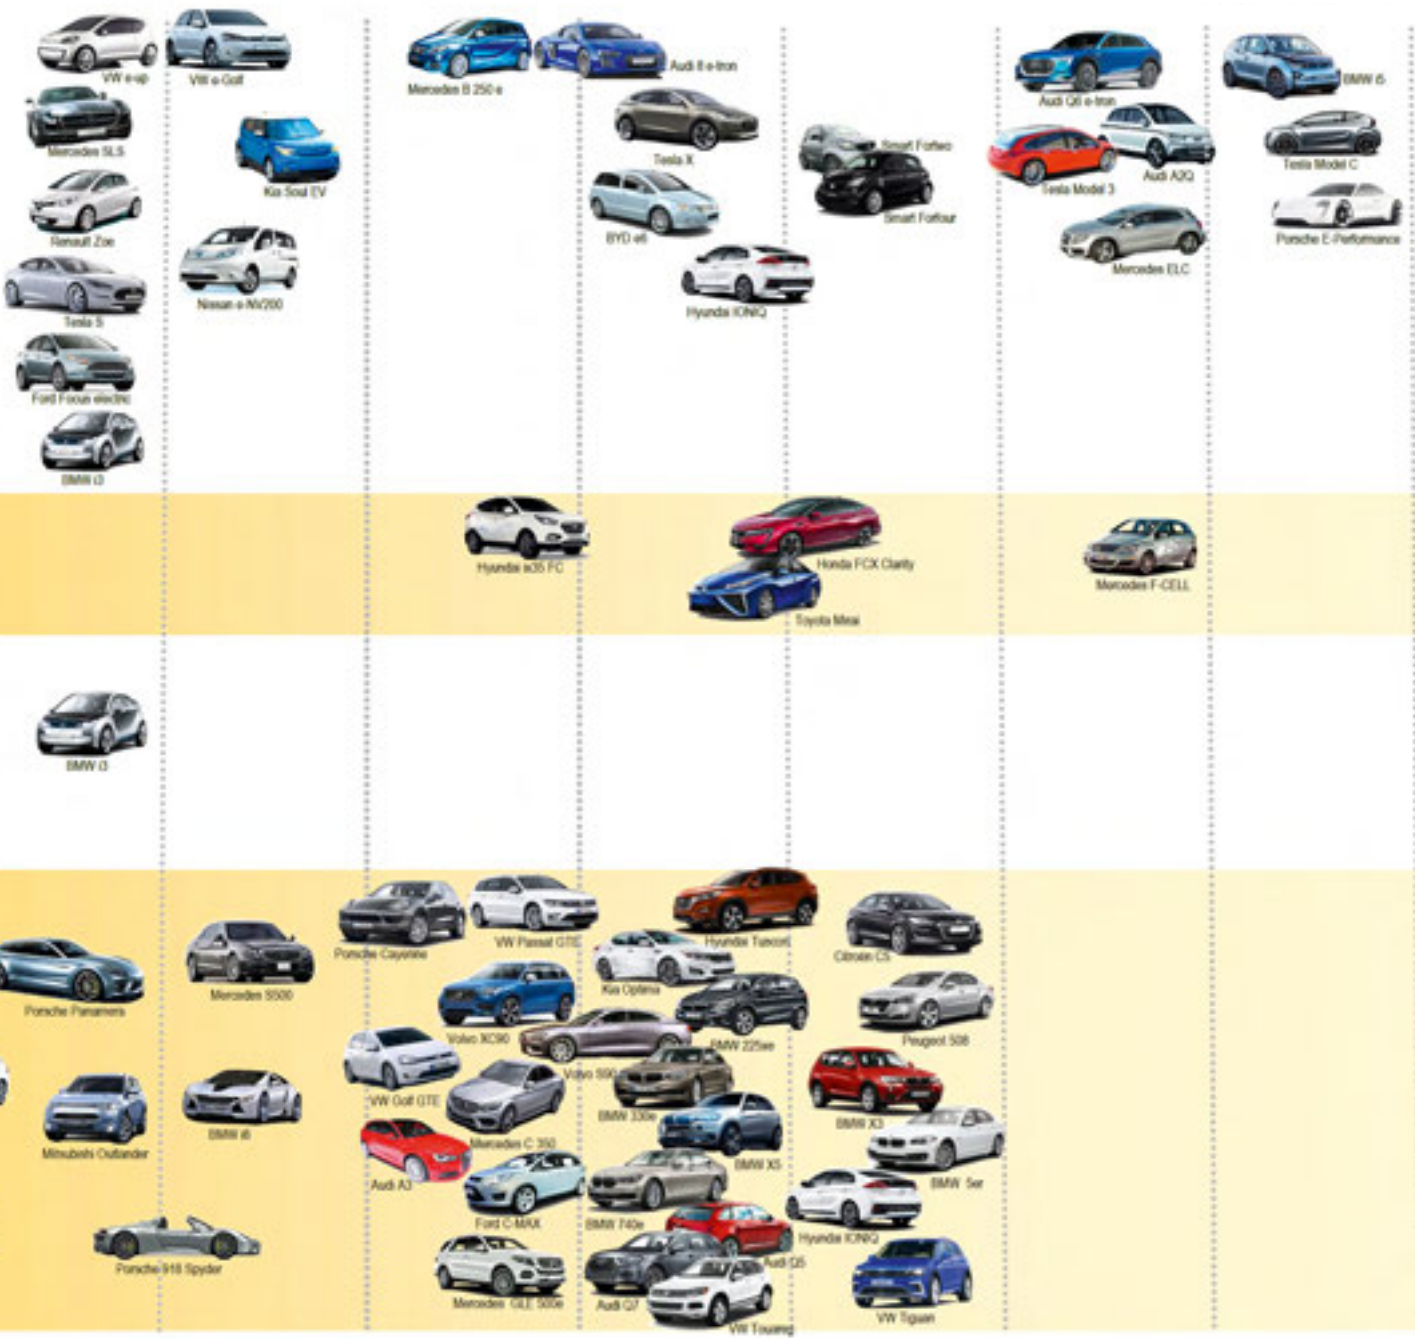 VW e-up
VW e-Golf
Mercedes B 250 e
Audi 8 e-tron
Audi Q6 e-tron
BMW i5
Mercedes SLS
Kia Soul EV
Tesla X
Smart Fortwo
Smart Forfour
Tesla Model 3
Audi A2Q
Tesla Model C
Renault Zoe
Nissan e-NV200
BYD e6
Hyundai IONIQ
Mercedes ELC
Porsche E-Performance
Tesla S
Ford Focus electric
BMW i3
Hyundai ix35 FC
Honda FCX Clarity
Toyota Mirai
Mercedes F-CELL
BMW i3
Porsche Panamera
Mercedes S500
Porsche Cayenne
VW Passat GTE
Hyundai Tuxcon
Citroën C5
Kia Optima
Volvo XC90
BMW 225xe
Peugeot 508
Volvo S90
VW Golf GTE
BMW 330e
BMW X3
Mitsubishi Outlander
BMW i8
Mercedes C 350
BMW X5
BMW 5er
Audi A3
Ford C-MAX
BMW 740e
Hyundai IONIQ
Porsche 918 Spyder
Mercedes GLE 500e
Audi Q7
Audi Q5
VW Touareg
VW Tiguan